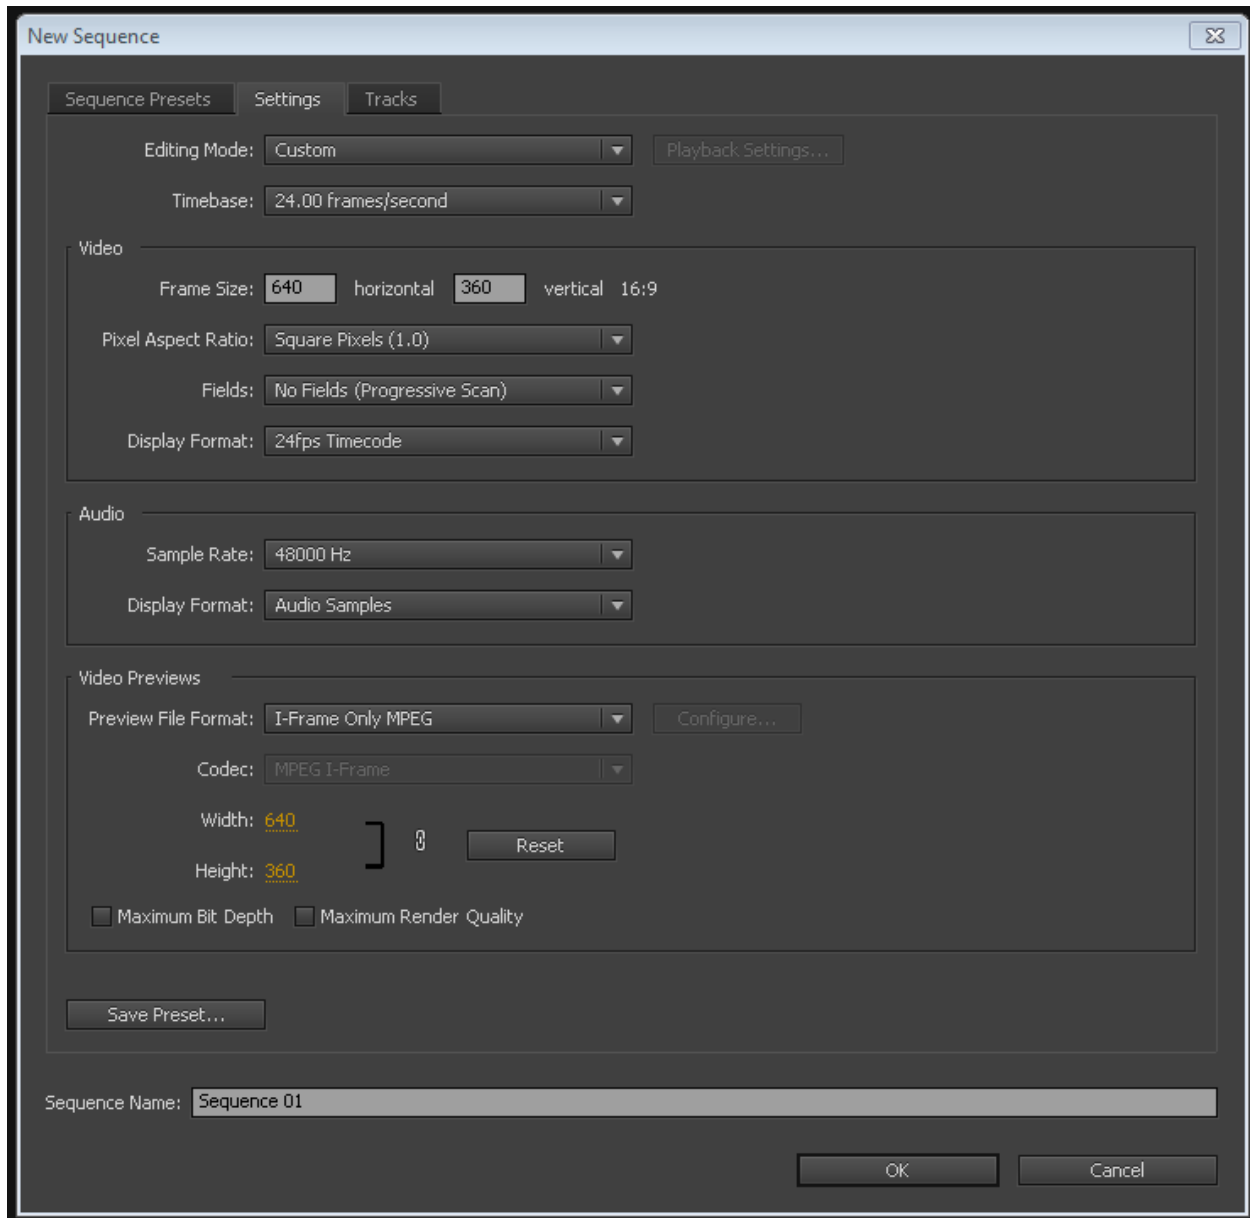 New Sequence
Sequence Presets Settings Tracks
Editing Mode: Custom Playback Settings...
Timebase: 24.00 frames/second
Video
Frame Size: 640 horizontal 360 vertical 16:9
Pixel Aspect Ratio: Square Pixels (1.0)
Fields: No Fields (Progressive Scan)
Display Format: 24fps Timecode
Audio
Sample Rate: 48000 Hz
Display Format: Audio Samples
Video Previews
Preview File Format: I-Frame Only MPEG Configure...
Codec: MPEG I-Frame
Width: 640
Reset
Height: 360
Maximum Bit Depth Maximum Render Quality
Save Preset...
Sequence Name: Sequence 01
OK Cancel